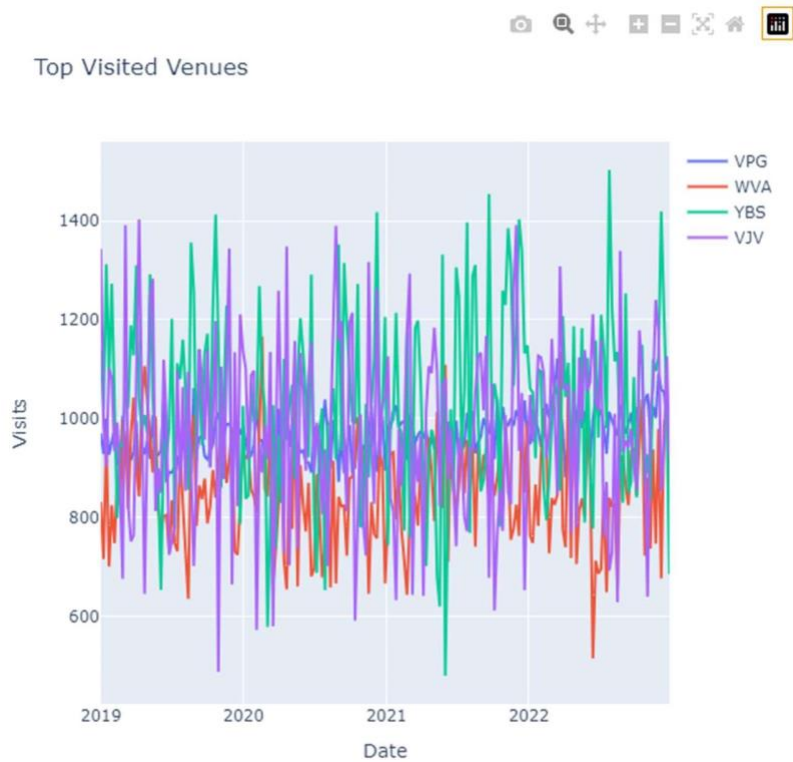 Top Visited Venues
VPG
WVA
YBS
VJV
1400
1200
1000
800
600
Visits
2019 2020 2021 2022
Date